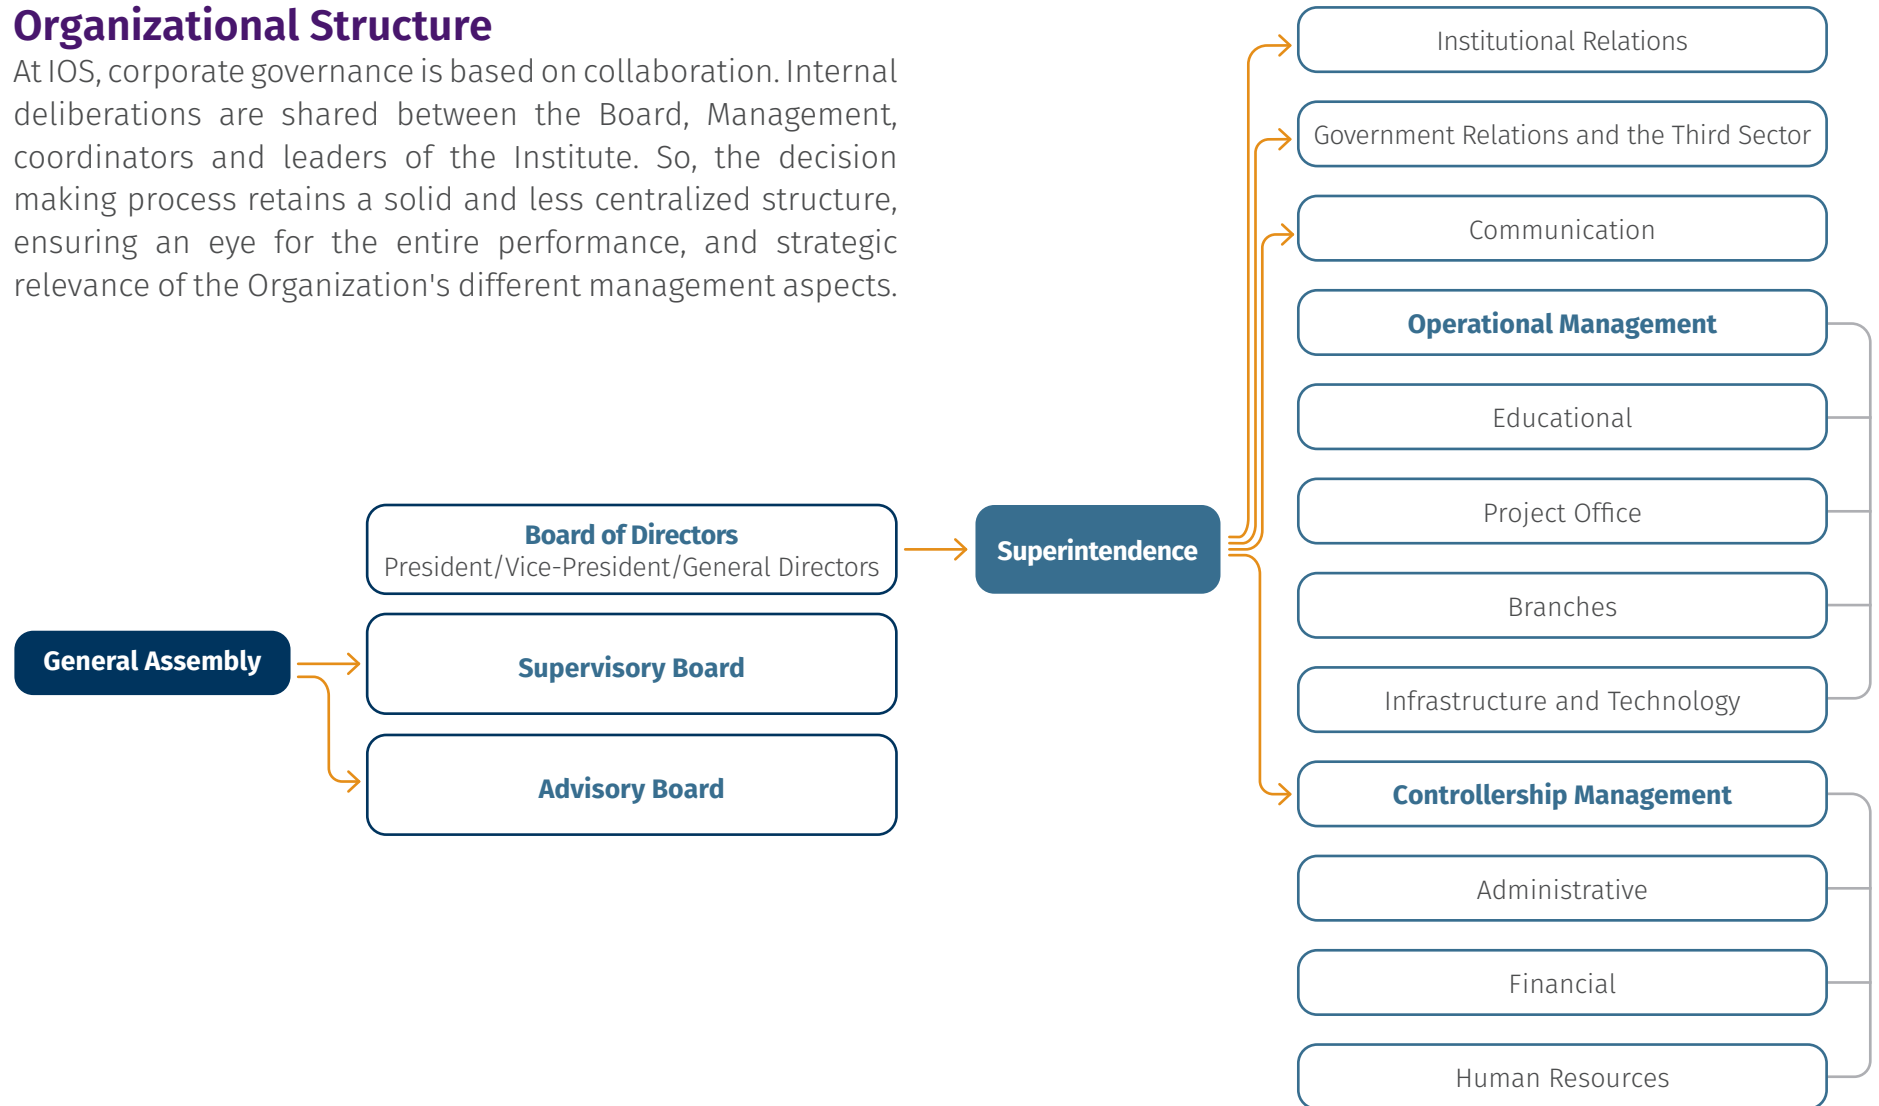 Organizational Structure
At IOS, corporate governance is based on collaboration. Internal
deliberations are shared between the Board, Management,
coordinators and leaders of the Institute. So, the decision
making process retains a solid and less centralized structure,
ensuring an eye for the entire performance, and strategic
relevance of the Organization's different management aspects.
General Assembly
Board of Directors
President/Vice-President/General Directors
Supervisory Board
Advisory Board
Superintendence
Institutional Relations
Government Relations and the Third Sector
Communication
Operational Management
Educational
Project Office
Branches
Infrastructure and Technology
Controllership Management
Administrative
Financial
Human Resources